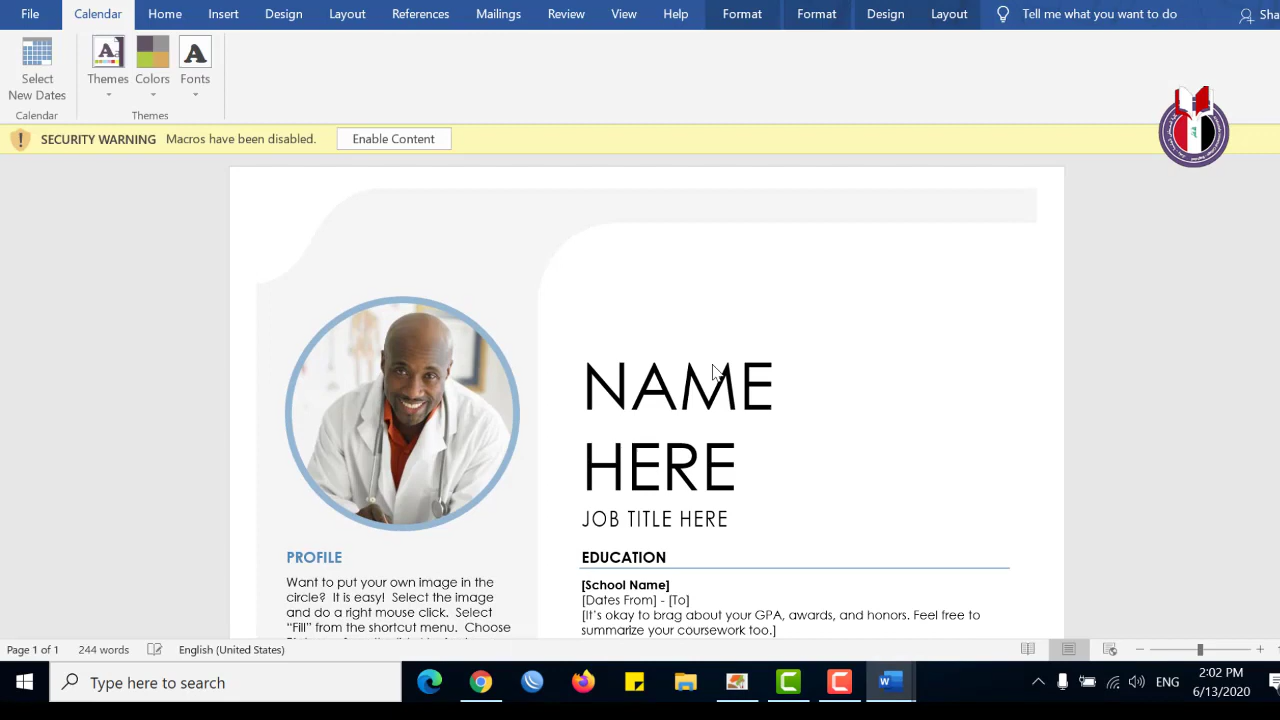 File Calendar Home Insert Design Layout References Mailings Review View Help Format Format Design Layout Tell me what you want to do Sha
Select
New Dates
Themes Colors Fonts
Calendar Themes
SECURITY WARNING Macros have been disabled. Enable Content
NAME
HERE
JOB TITLE HERE
PROFILE
Want to put your own image in the
circle? It is easy! Select the image
and do a right mouse click. Select
“Fill” from the shortcut menu. Choose
EDUCATION
[School Name]
[Dates From] - [To]
[It’s okay to brag about your GPA, awards, and honors. Feel free to
summarize your coursework too.]
Page 1 of 1 244 words English (United States)
Type here to search
ENG
2:02 PM
6/13/2020